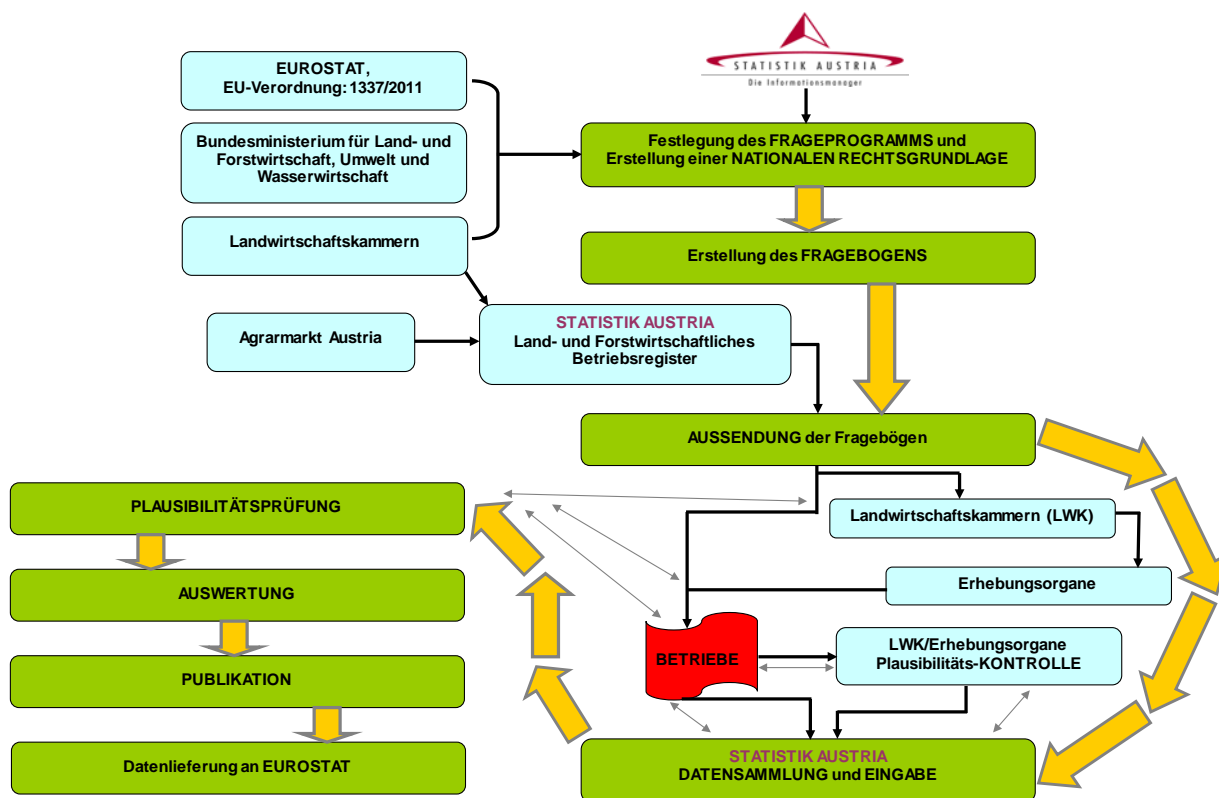 STATISTIK AUSTRIA
Die Informationsmanager
EUROSTAT,
EU-Verordnung: 1337/2011
Bundesministerium für Land- und
Forstwirtschaft, Umwelt und
Wasserwirtschaft
Landwirtschaftskammern
Festlegung des FRAGEPROGRAMMS und
Erstellung einer NATIONALEN RECHTSGRUNDLAGE
Erstellung des FRAGEBOGENS
Agrarmarkt Austria
STATISTIK AUSTRIA
Land- und Forstwirtschaftliches
Betriebsregister
AUSSENDUNG der Fragebögen
Landwirtschaftskammern (LWK)
Erhebungsorgane
BETRIEBE
LWK/Erhebungsorgane
Plausibilitäts-KONTROLLE
STATISTIK AUSTRIA
DATENSAMMLUNG und EINGABE
PLAUSIBILITÄTSPRÜFUNG
AUSWERTUNG
PUBLIKATION
Datenlieferung an EUROSTAT